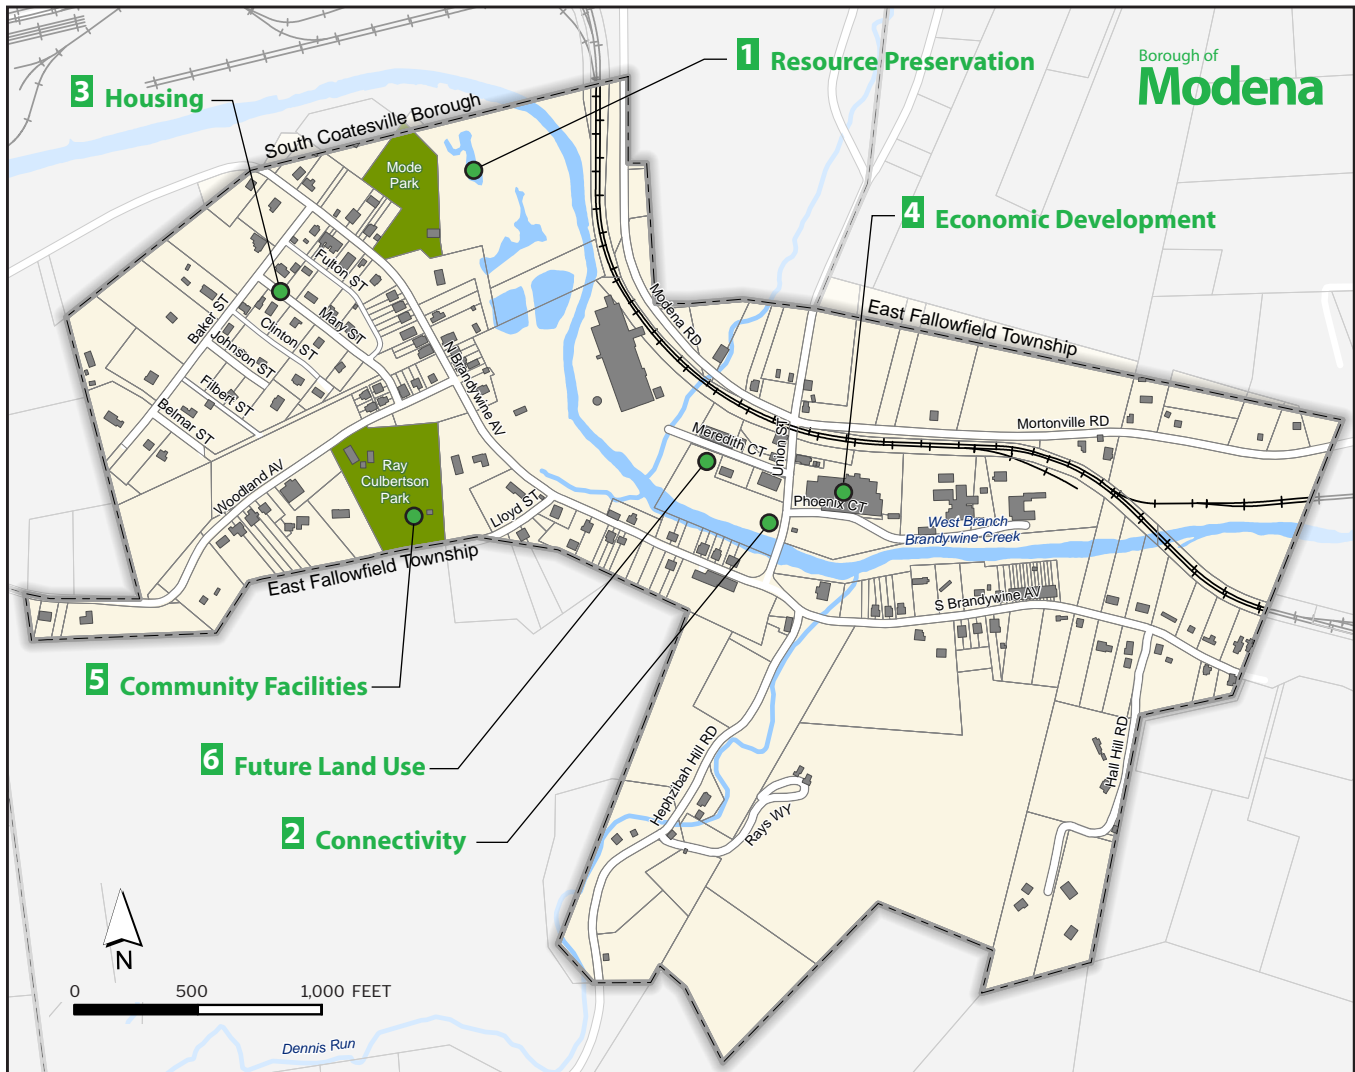 Borough of
Modena
1 Resource Preservation
3 Housing
South Coatesville Borough
Mode
Park
4 Economic Development
Fulton ST
Baker ST
Mary ST
Clinton ST
Johnson ST
Filbert ST
Belmar ST
N Brandywine AV
Modena RD
East Fallowfield Township
Mortonville RD
Meredith CT
Union ST
Ray
Culbertson
Park
Woodland AV
Lloyd ST
Phoenix CT
West Branch
Brandywine Creek
East Fallowfield Township
S Brandywine AV
5 Community Facilities
6 Future Land Use
Hephzibah Hill RD
Hall Hill RD
2 Connectivity
Rays WY
N
0 500 1,000 FEET
Dennis Run